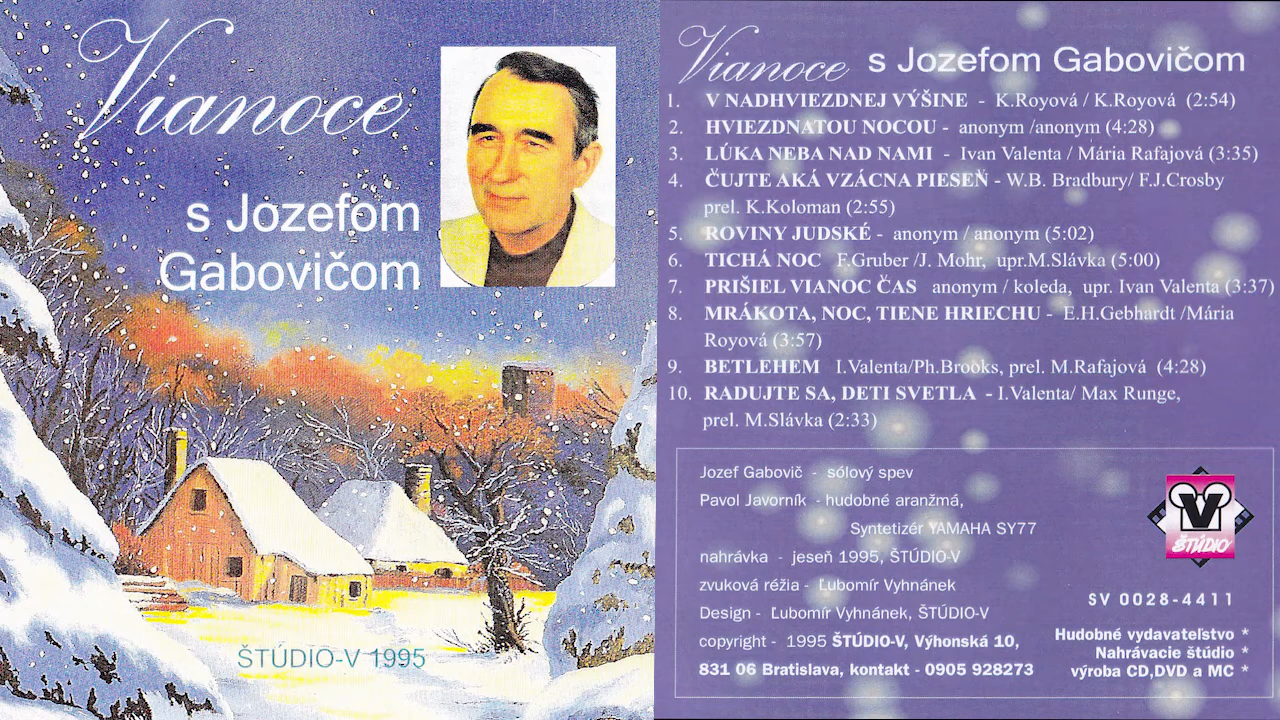 Vianoce
s Jozefom
Gabovičom
ŠTÚDIO-V 1995
Vianoce s Jozefom Gabovičom
1. V NADHVIEZDNEJ VÝŠINE - K.Royová / K.Royová (2:54)
2. HVIEZDNATOU NOCOU - anonym /anonym (4:28)
3. LÚKA NEBA NAD NAMI - Ivan Valenta / Mária Rafajová (3:35)
4. ČUJTE AKÁ VZÁCNA PIESEŇ - W.B. Bradbury/ F.J.Crosby
prel. K.Koloman (2:55)
5. ROVINY JUDSKÉ - anonym / anonym (5:02)
6. TICHÁ NOC F.Gruber /J. Mohr, upr.M.Slávka (5:00)
7. PRIŠIEL VIANOC ČAS anonym / koleda, upr. Ivan Valenta (3:37)
8. MRÁKOTA, NOC, TIENE HRIECHU - E.H.Gebhardt /Mária
Royová (3:57)
9. BETLEHEM I.Valenta/Ph.Brooks, prel. M.Rafajová (4:28)
10. RADUJTE SA, DETI SVETLA - I.Valenta/ Max Runge,
prel. M.Slávka (2:33)
Jozef Gabovič - sólový spev
Pavol Javorník - hudobné aranžmá,
Syntetizér YAMAHA SY77
nahrávka - jeseň 1995, ŠTÚDIO-V
zvuková réžia - Ľubomír Vyhnánek
Design - Ľubomír Vyhnánek, ŠTÚDIO-V
copyright - 1995 ŠTÚDIO-V, Výhonská 10,
831 06 Bratislava, kontakt - 0905 928273
V
ŠTÚDIO
SV 0028-4411
Hudobné vydavateľstvo *
Nahrávacie štúdio *
výroba CD,DVD a MC *